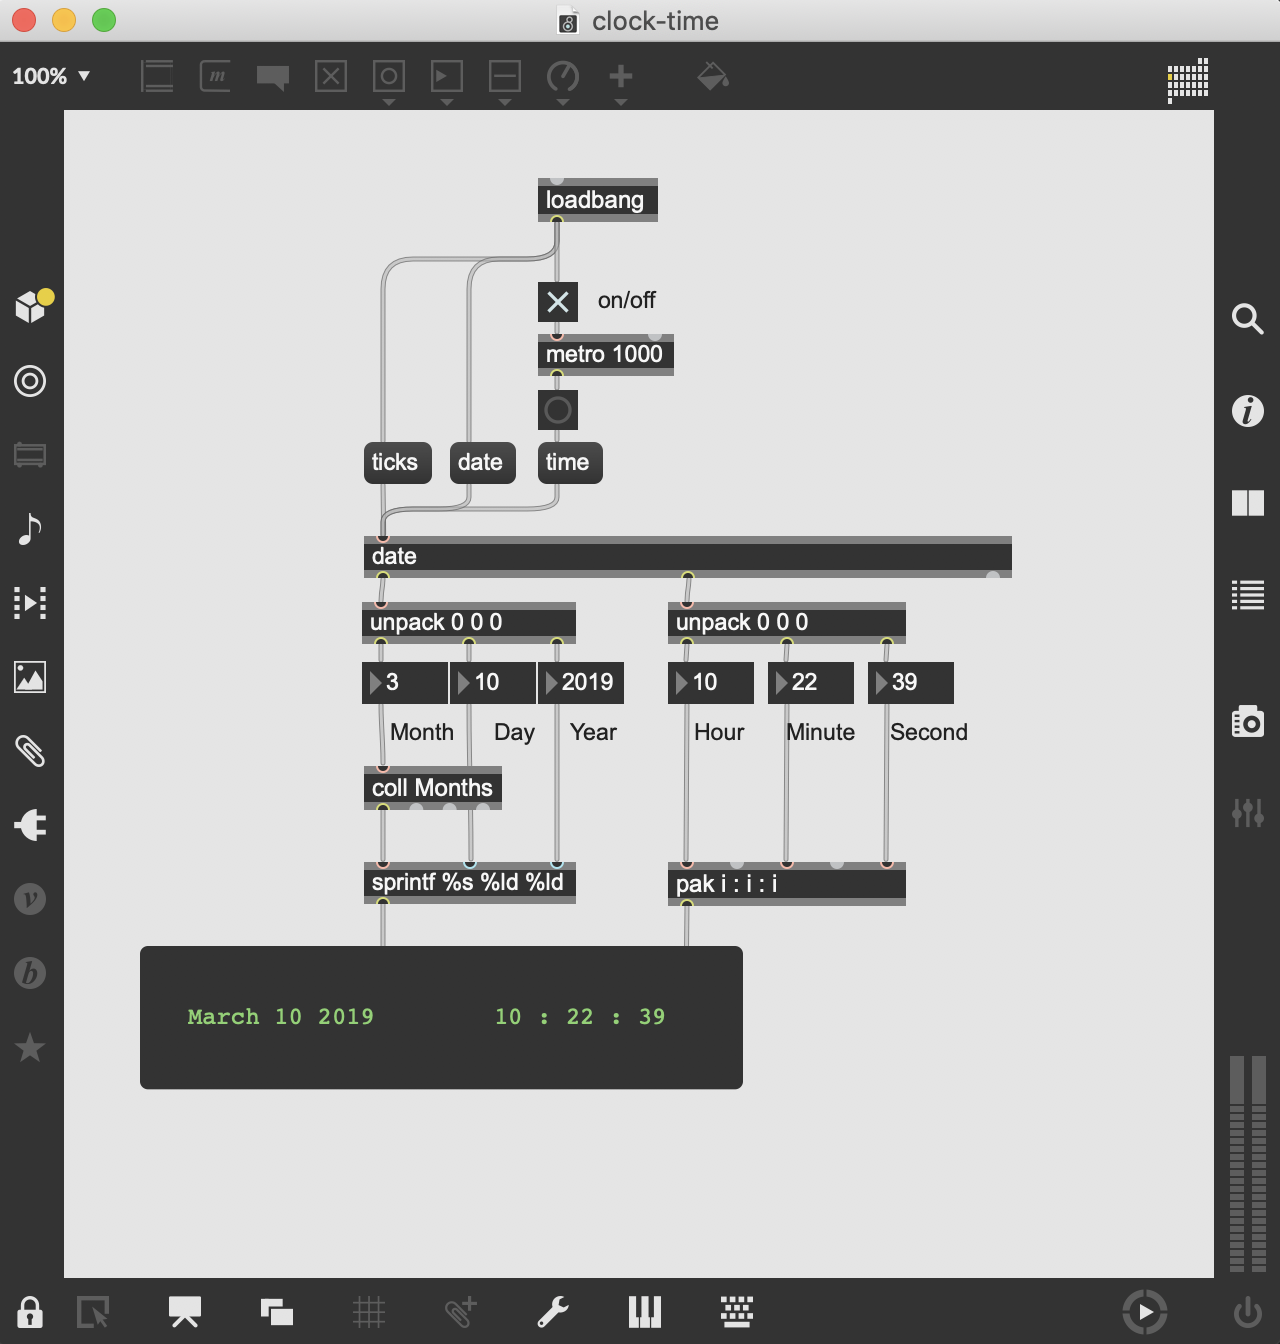 clock-time
100%
m
loadbang
on/off
metro 1000
ticks date time
date
unpack 0 0 0 unpack 0 0 0
3 10 2019 10 22 39
Month Day Year Hour Minute Second
coll Months
sprintf %s %ld %ld pak i : i : i
March 10 2019 10 : 22 : 39
i
v
b